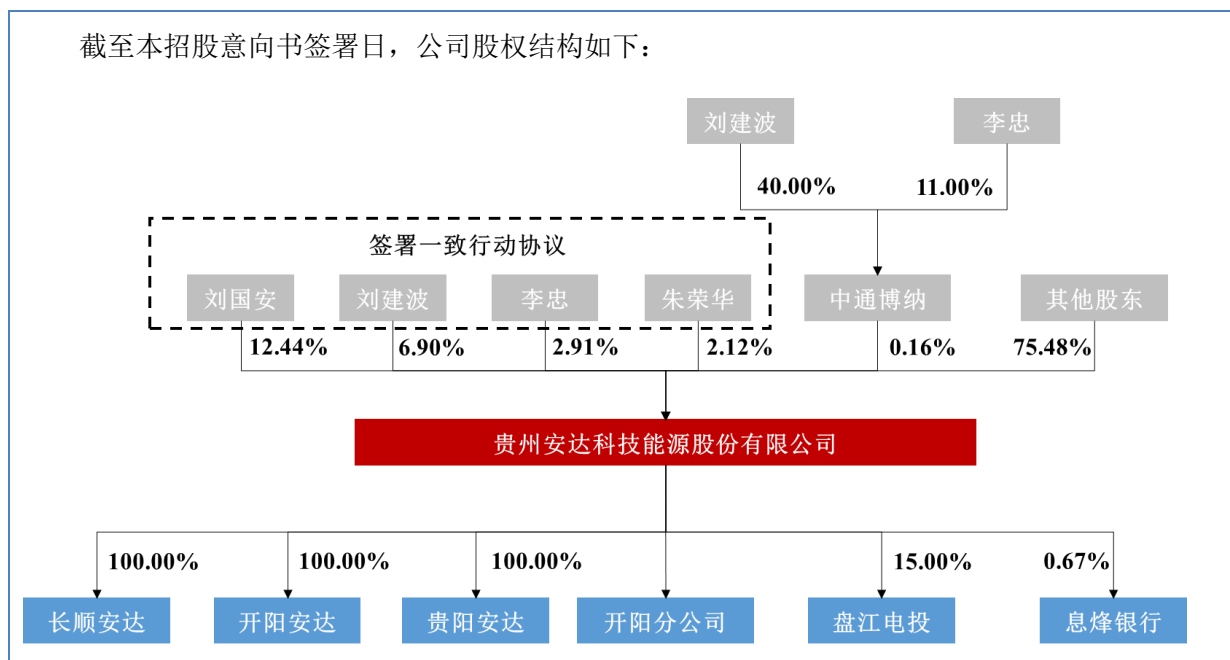 截至本招股意向书签署日，公司股权结构如下：
刘建波 李忠
40.00% 11.00%
签署一致行动协议
刘国安 刘建波 李忠 朱荣华 中通博纳 其他股东
12.44% 6.90% 2.91% 2.12% 0.16% 75.48%
贵州安达科技能源股份有限公司
100.00% 100.00% 100.00% 15.00% 0.67%
长顺安达 开阳安达 贵阳安达 开阳分公司 盘江电投 息烽银行